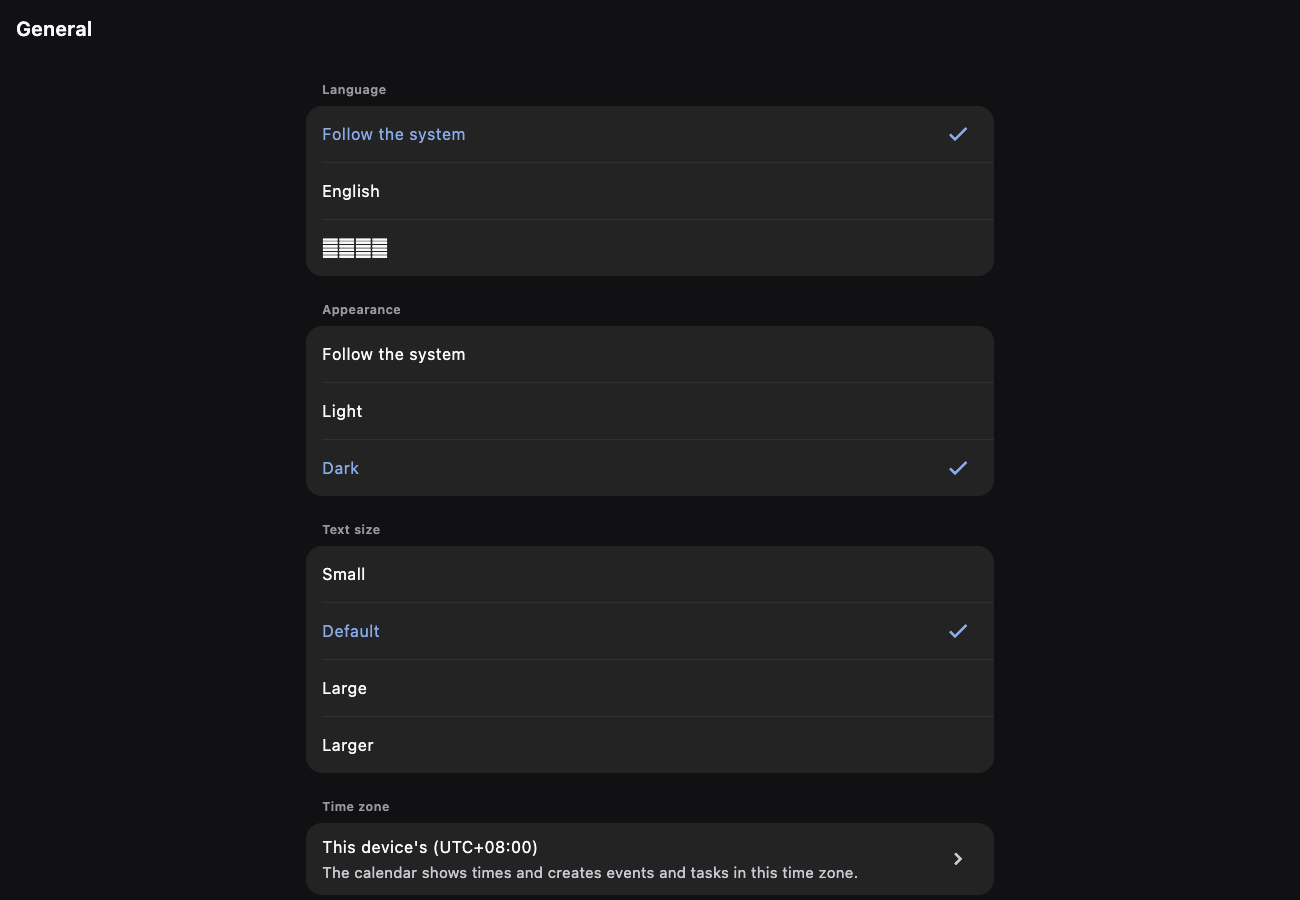 General
Language
Follow the system
English
Appearance
Follow the system
Light
Dark
Text size
Small
Default
Large
Larger
Time zone
This device's (UTC+08:00)
The calendar shows times and creates events and tasks in this time zone.